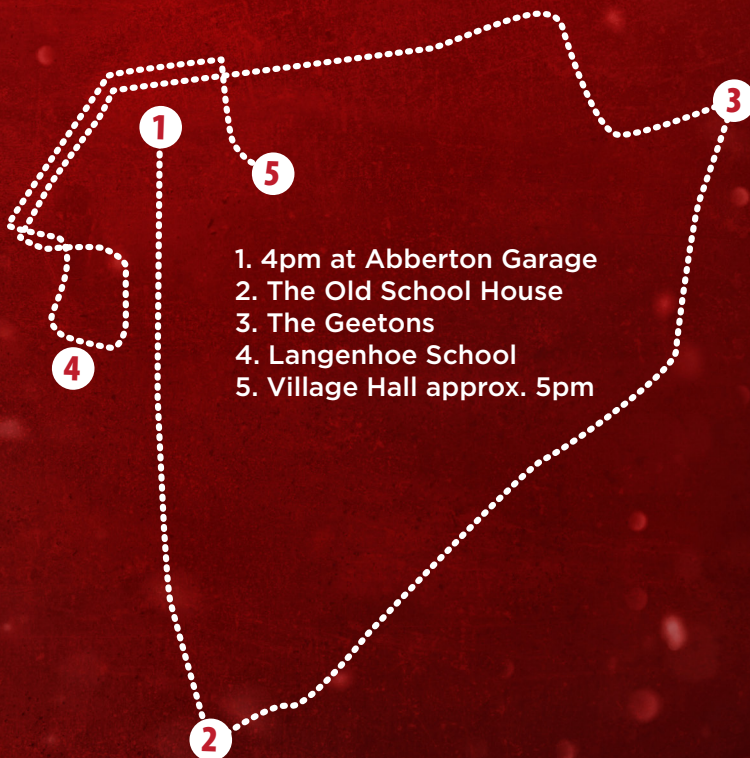 1
5
3
4
2
1. 4pm at Abberton Garage
2. The Old School House
3. The Geetons
4. Langenhoe School
5. Village Hall approx. 5pm